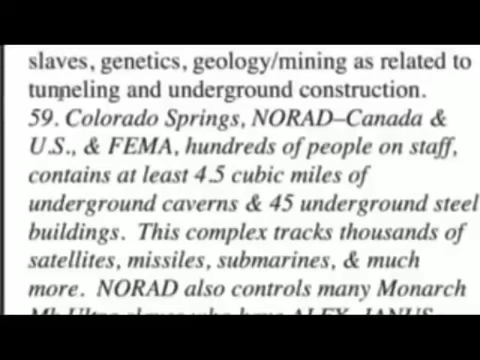 slaves, genetics, geology/mining as related to
tunneling and underground construction.
59. Colorado Springs, NORAD–Canada &
U.S., & FEMA, hundreds of people on staff,
contains at least 4.5 cubic miles of
underground caverns & 45 underground steel
buildings. This complex tracks thousands of
satellites, missiles, submarines, & much
more. NORAD also controls many Monarch